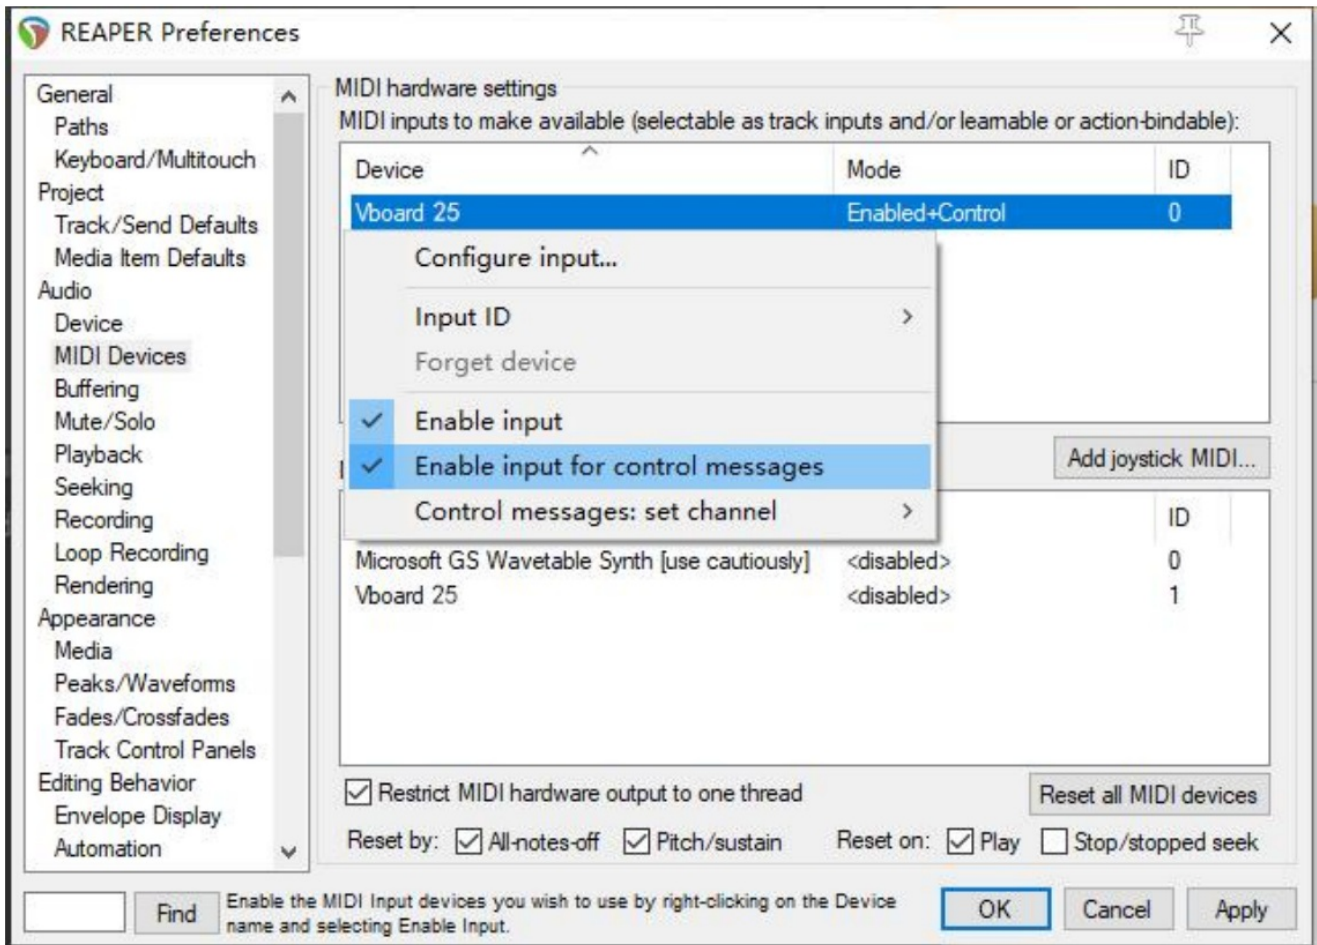 REAPER Preferences
General
Paths
Keyboard/Multitouch
Project
Track/Send Defaults
Media Item Defaults
Audio
Device
MIDI Devices
Buffering
Mute/Solo
Playback
Seeking
Recording
Loop Recording
Rendering
Appearance
Media
Peaks/Waveforms
Fades/Crossfades
Track Control Panels
Editing Behavior
Envelope Display
Automation
MIDI hardware settings
MIDI inputs to make available (selectable as track inputs and/or learnable or action-bindable):
Device Mode ID
Vboard 25 Enabled+Control 0
Configure input...
Input ID
Forget device
Enable input
Enable input for control messages
Control messages: set channel
Add joystick MIDI...
ID
Microsoft GS Wavetable Synth [use cautiously] <disabled> 0
Vboard 25 <disabled> 1
Restrict MIDI hardware output to one thread
Reset all MIDI devices
Reset by: All-notes-off Pitch/sustain Reset on: Play Stop/stopped seek
Find
Enable the MIDI Input devices you wish to use by right-clicking on the Device
name and selecting Enable Input.
OK Cancel Apply